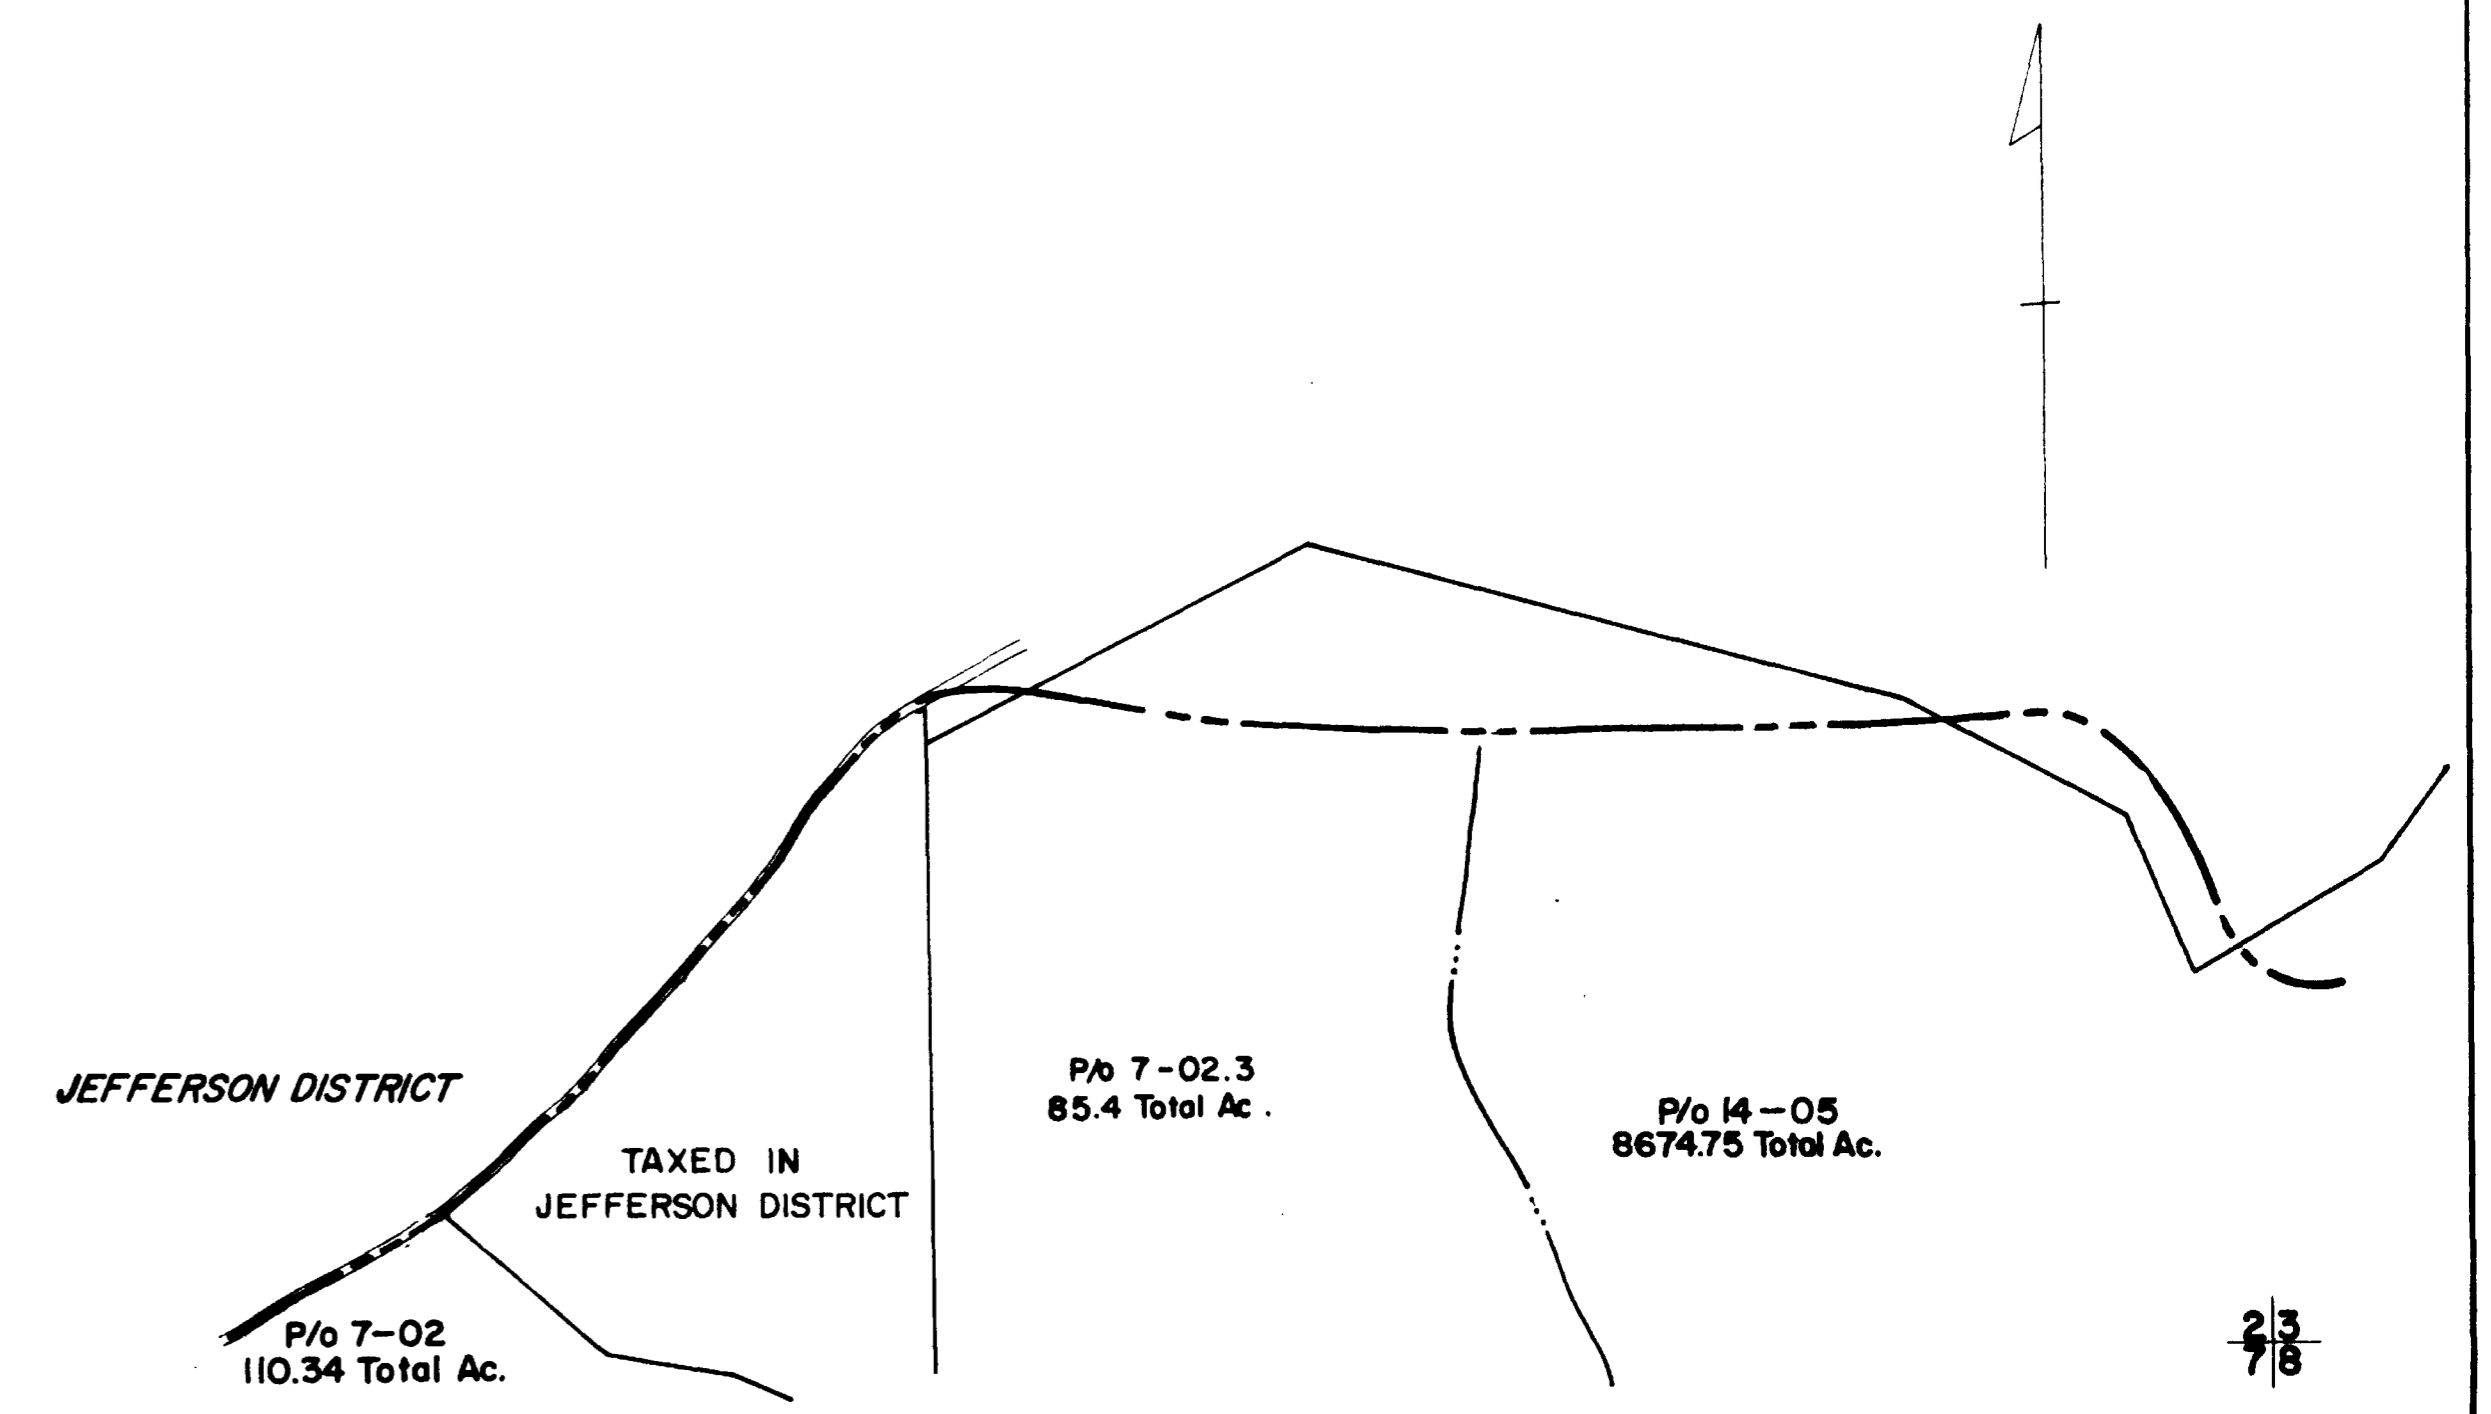 JEFFERSON DISTRICT
TAXED IN
JEFFERSON DISTRICT
P/o 7-02.3
85.4 Total Ac.
P/o 14-05
8674.75 Total Ac.
P/o 7-02
110.34 Total Ac.
2 3
7 8